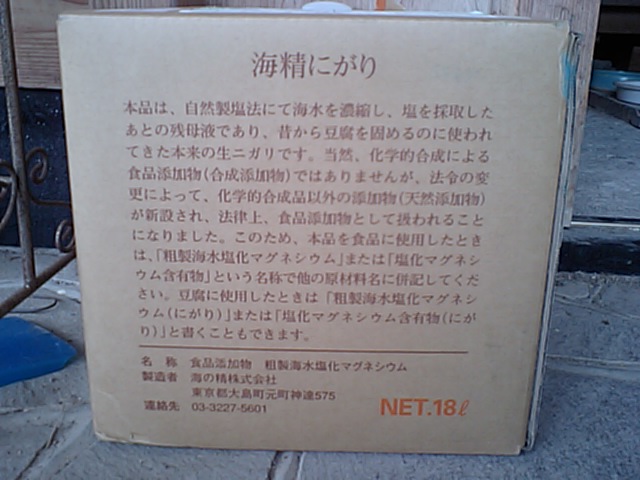 海精にがり
本品は、自然製塩法にて海水を濃縮し、塩を採取した
あとの残母液であり、昔から豆腐を固めるのに使われ
てきた本来の生ニガリです。当然、化学的合成による
食品添加物(合成添加物)ではありませんが、法令の変
更によって、化学的合成品以外の添加物(天然添加物)
が新設され、法律上、食品添加物として扱われること
になりました。このため、本品を食品に使用したとき
は、「粗製海水塩化マグネシウム」または「塩化マグネシ
ウム含有物」という名称で他の原材料名に併記してくだ
さい。豆腐に使用したときは「粗製海水塩化マグネシ
ウム(にがり)」または「塩化マグネシウム含有物(にが
り)」と書くこともできます。
名 称 食品添加物 粗製海水塩化マグネシウム
製造者 海の精株式会社
東京都大島町元町神達575
連絡先 03-3227-5601
NET.18ℓ